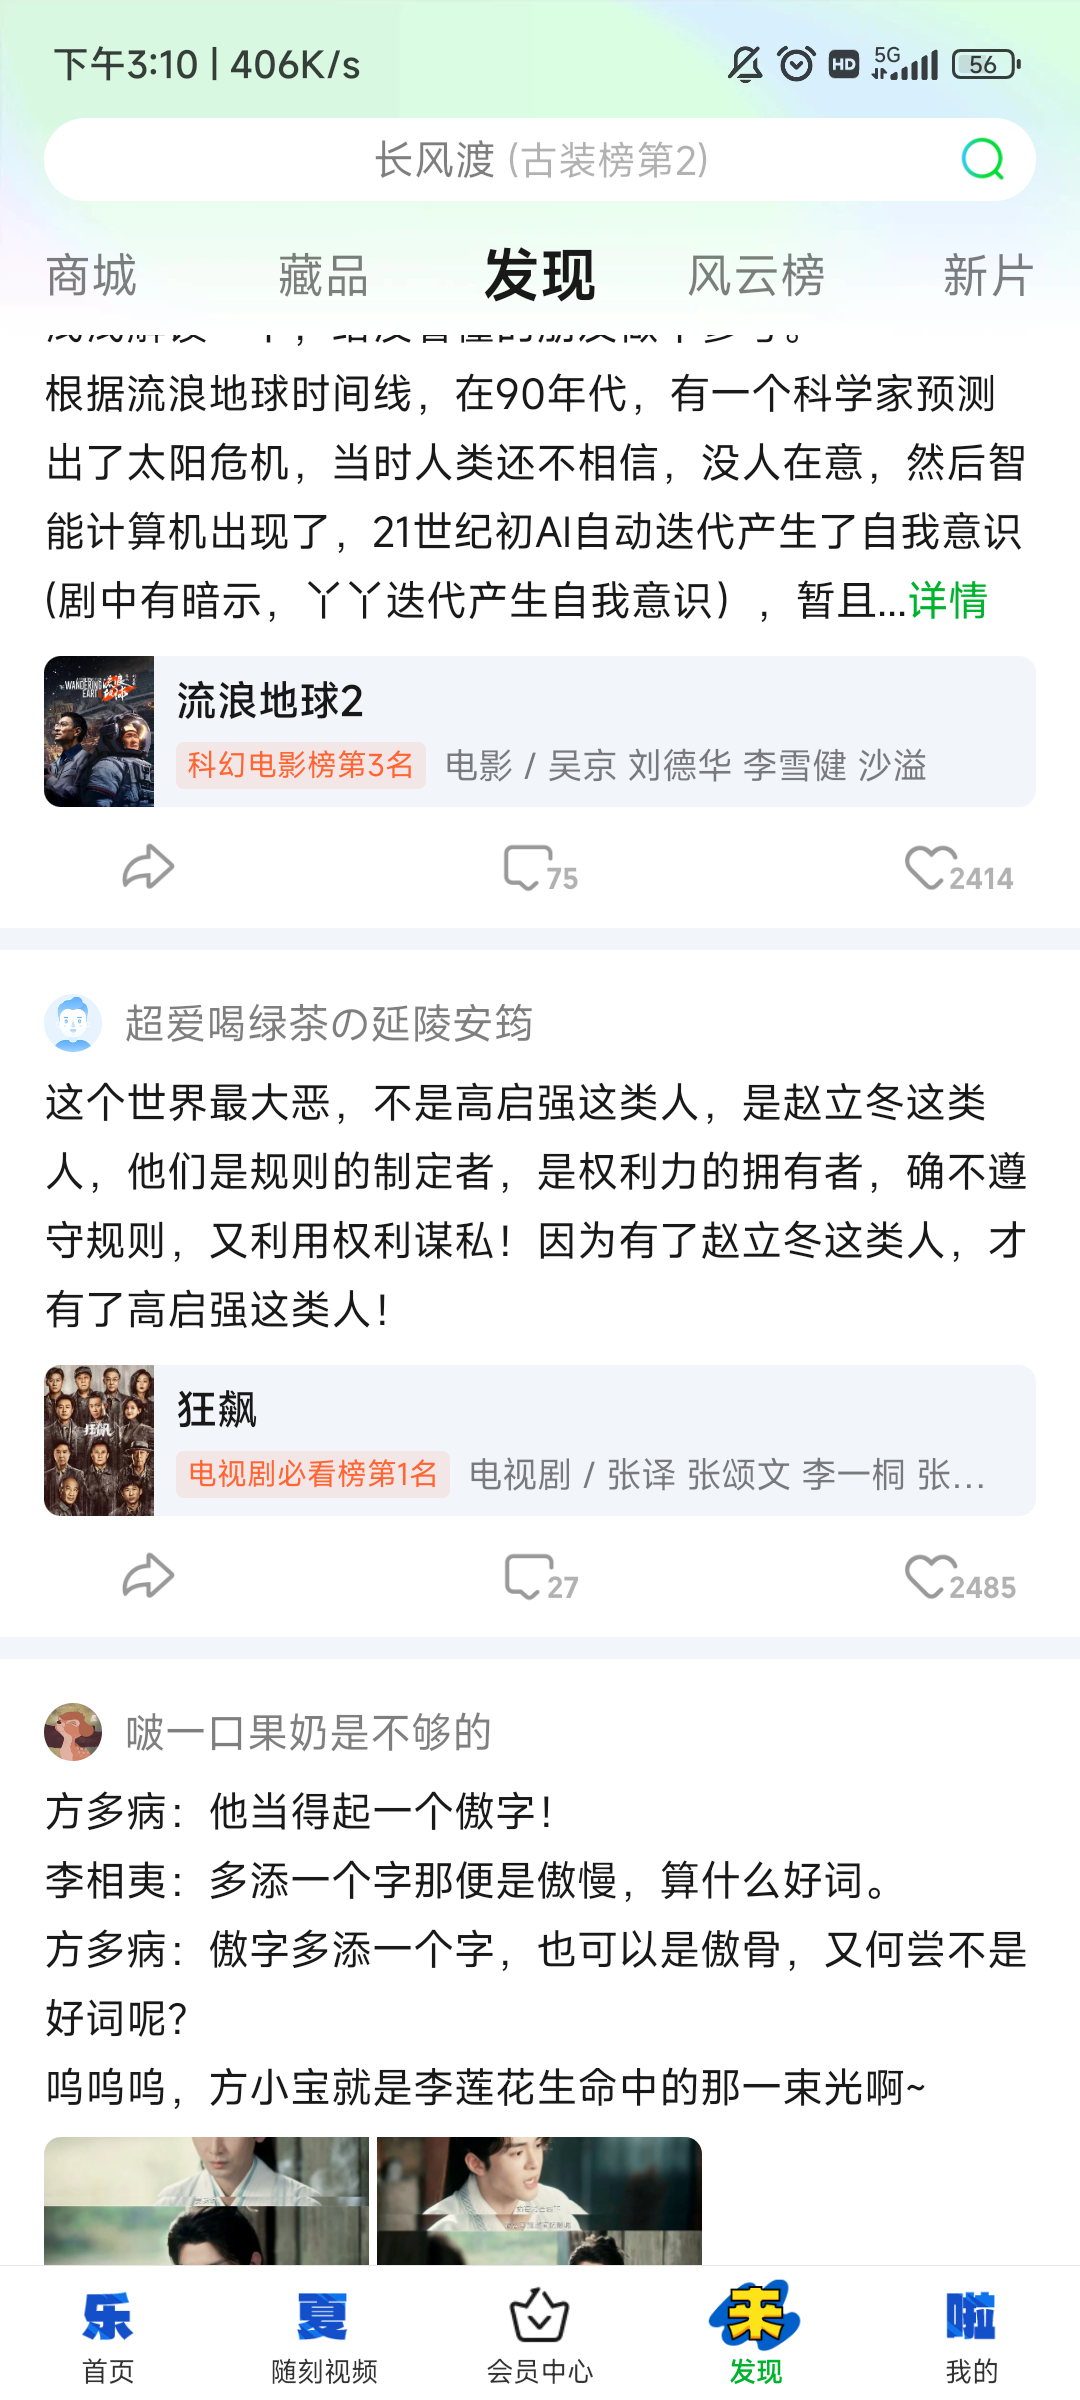 下午3:10 | 406K/s
HD
5G
56
长风渡 (古装榜第2)
商城 藏品 发现 风云榜 新片
根据流浪地球时间线，在90年代，有一个科学家预测
出了太阳危机，当时人类还不相信，没人在意，然后智
能计算机出现了，21世纪初AI自动迭代产生了自我意识
(剧中有暗示，丫丫迭代产生自我意识），暂且...详情
流浪地球2
科幻电影榜第3名 电影 / 吴京 刘德华 李雪健 沙溢
75 2414
超爱喝绿茶の延陵安筠
这个世界最大恶，不是高启强这类人，是赵立冬这类
人，他们是规则的制定者，是权利力的拥有者，确不遵
守规则，又利用权利谋私！因为有了赵立冬这类人，才
有了高启强这类人！
狂飙
电视剧必看榜第1名 电视剧 / 张译 张颂文 李一桐 张...
27 2485
啵一口果奶是不够的
方多病：他当得起一个傲字！
李相夷：多添一个字那便是傲慢，算什么好词。
方多病：傲字多添一个字，也可以是傲骨，又何尝不是
好词呢？
呜呜呜，方小宝就是李莲花生命中的那一束光啊~
乐 夏 来 啦
首页 随刻视频 会员中心 发现 我的